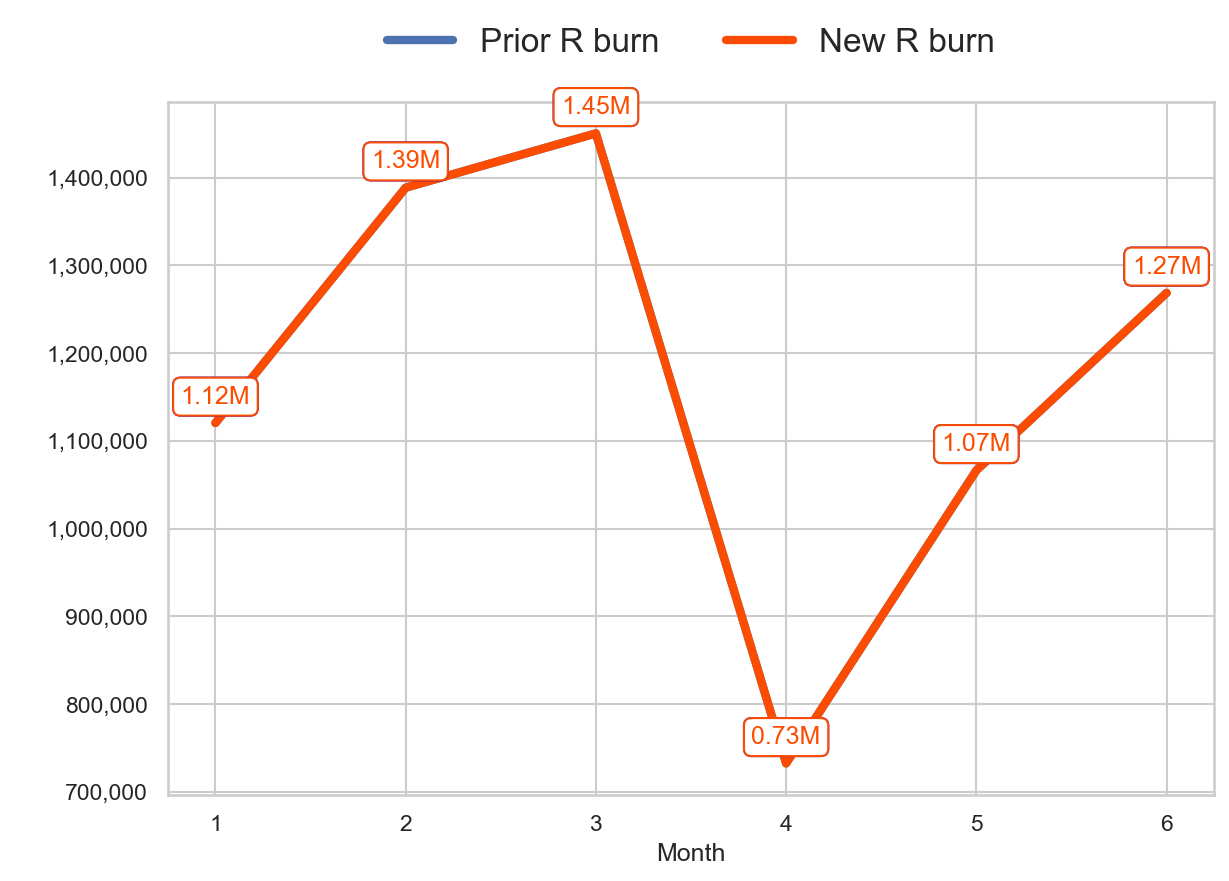 Prior R burn New R burn
1.45M
1.39M
1,400,000
1,300,000
1.27M
1,200,000
1.12M
1,100,000
1.07M
1,000,000
900,000
800,000
0.73M
700,000
1 2 3 4 5 6
Month